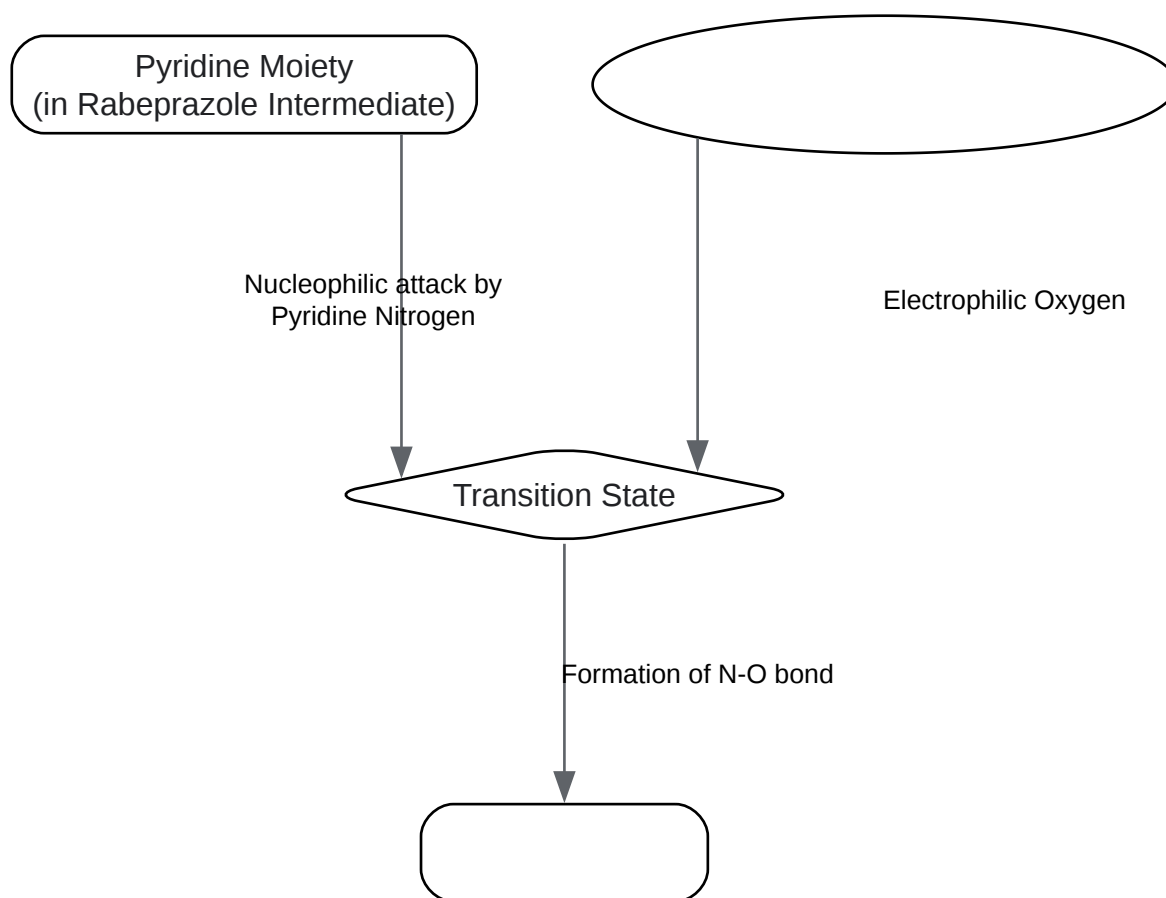 Pyridine Moiety
(in Rabeprazole Intermediate)
Nucleophilic attack by
Pyridine Nitrogen
Electrophilic Oxygen
Transition State
Formation of N-O bond